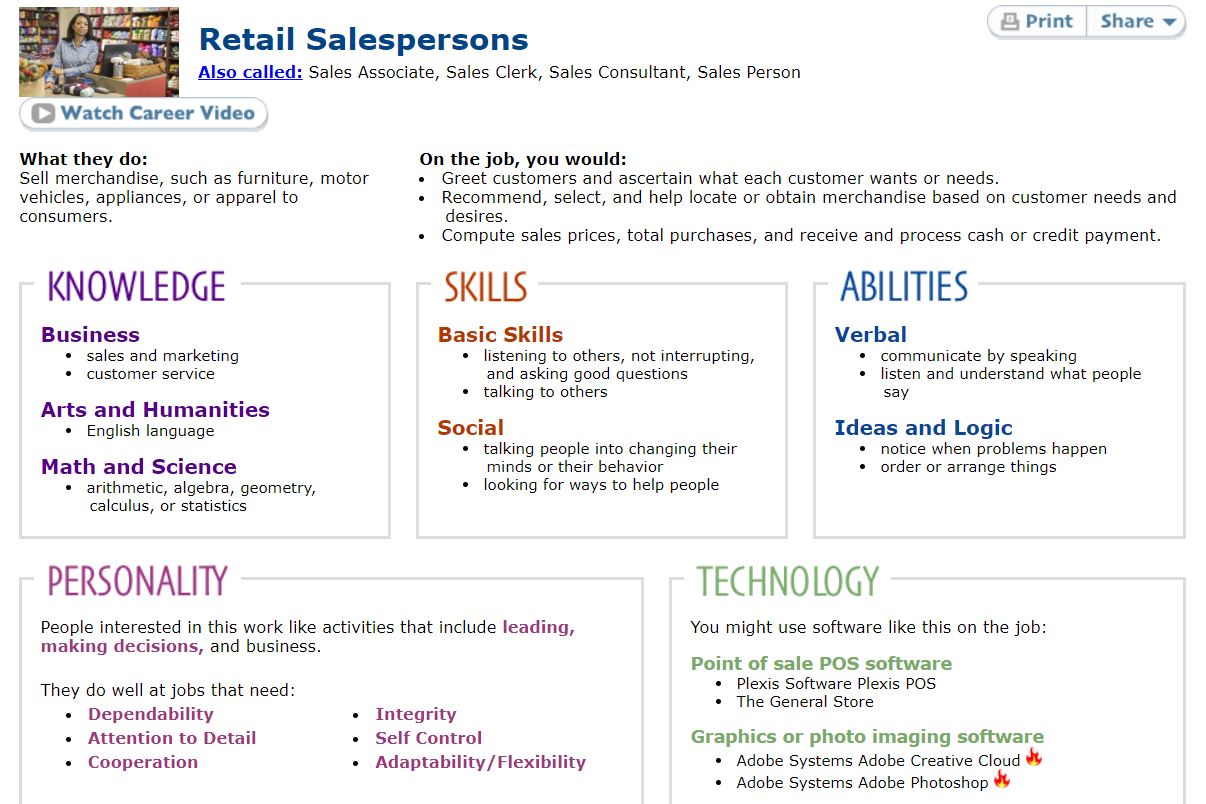 Retail Salespersons
Also called: Sales Associate, Sales Clerk, Sales Consultant, Sales Person
Print
Share
Watch Career Video
What they do:
Sell merchandise, such as furniture, motor
vehicles, appliances, or apparel to
consumers.
On the job, you would:
Greet customers and ascertain what each customer wants or needs.
Recommend, select, and help locate or obtain merchandise based on customer needs and
desires.
Compute sales prices, total purchases, and receive and process cash or credit payment.
KNOWLEDGE
Business
sales and marketing
customer service
Arts and Humanities
English language
Math and Science
arithmetic, algebra, geometry,
calculus, or statistics
SKILLS
Basic Skills
listening to others, not interrupting,
and asking good questions
talking to others
Social
talking people into changing their
minds or their behavior
looking for ways to help people
ABILITIES
Verbal
communicate by speaking
listen and understand what people
say
Ideas and Logic
notice when problems happen
order or arrange things
PERSONALITY
People interested in this work like activities that include leading,
making decisions, and business.
They do well at jobs that need:
Dependability
Attention to Detail
Cooperation
Integrity
Self Control
Adaptability/Flexibility
TECHNOLOGY
You might use software like this on the job:
Point of sale POS software
Plexis Software Plexis POS
The General Store
Graphics or photo imaging software
Adobe Systems Adobe Creative Cloud
Adobe Systems Adobe Photoshop